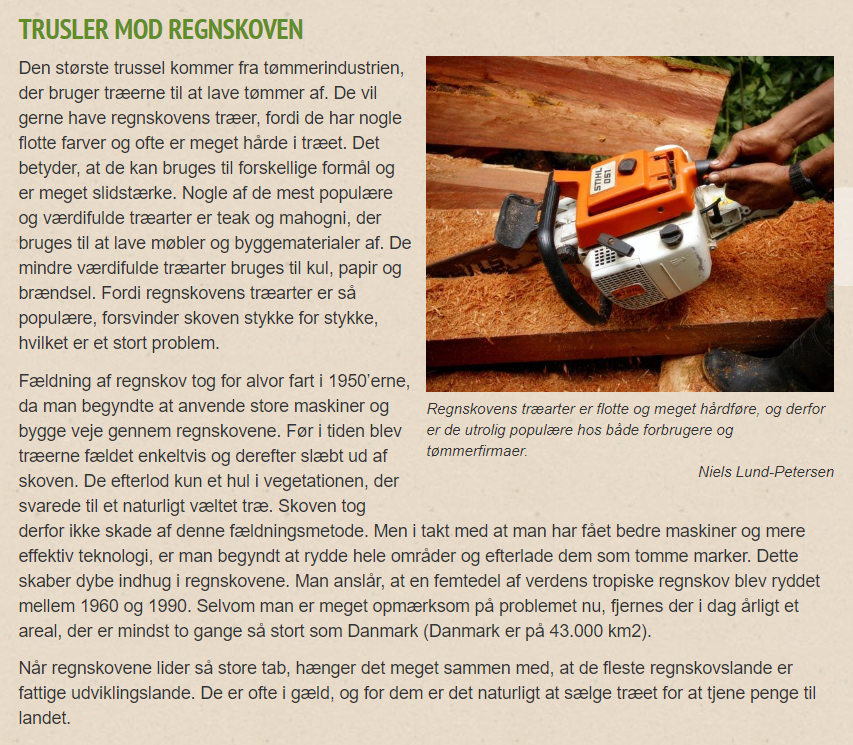 TRUSLER MOD REGNSKOVEN
Den største trussel kommer fra tømmerindustrien,
der bruger træerne til at lave tømmer af. De vil
gerne have regnskovens træer, fordi de har nogle
flotte farver og ofte er meget hårde i træet. Det
betyder, at de kan bruges til forskellige formål og
er meget slidstærke. Nogle af de mest populære
og værdifulde træarter er teak og mahogni, der
bruges til at lave møbler og byggematerialer af. De
mindre værdifulde træarter bruges til kul, papir og
brændsel. Fordi regnskovens træarter er så
populære, forsvinder skoven stykke for stykke,
hvilket er et stort problem.
STIHL
051
Regnskovens træarter er flotte og meget hårdføre, og derfor
er de utrolig populære hos både forbrugere og
tømmerfirmaer.
Niels Lund-Petersen
Fældning af regnskov tog for alvor fart i 1950’erne,
da man begyndte at anvende store maskiner og
bygge veje gennem regnskovene. Før i tiden blev
træerne fældet enkeltvis og derefter slæbt ud af
skoven. De efterlod kun et hul i vegetationen, der
svarede til et naturligt væltet træ. Skoven tog
derfor ikke skade af denne fældningsmetode. Men i takt med at man har fået bedre maskiner og mere
effektiv teknologi, er man begyndt at rydde hele områder og efterlade dem som tomme marker. Dette
skaber dybe indhug i regnskovene. Man anslår, at en femtedel af verdens tropiske regnskov blev ryddet
mellem 1960 og 1990. Selvom man er meget opmærksom på problemet nu, fjernes der i dag årligt et
areal, der er mindst to gange så stort som Danmark (Danmark er på 43.000 km2).
Når regnskovene lider så store tab, hænger det meget sammen med, at de fleste regnskovslande er
fattige udviklingslande. De er ofte i gæld, og for dem er det naturligt at sælge træet for at tjene penge til
landet.